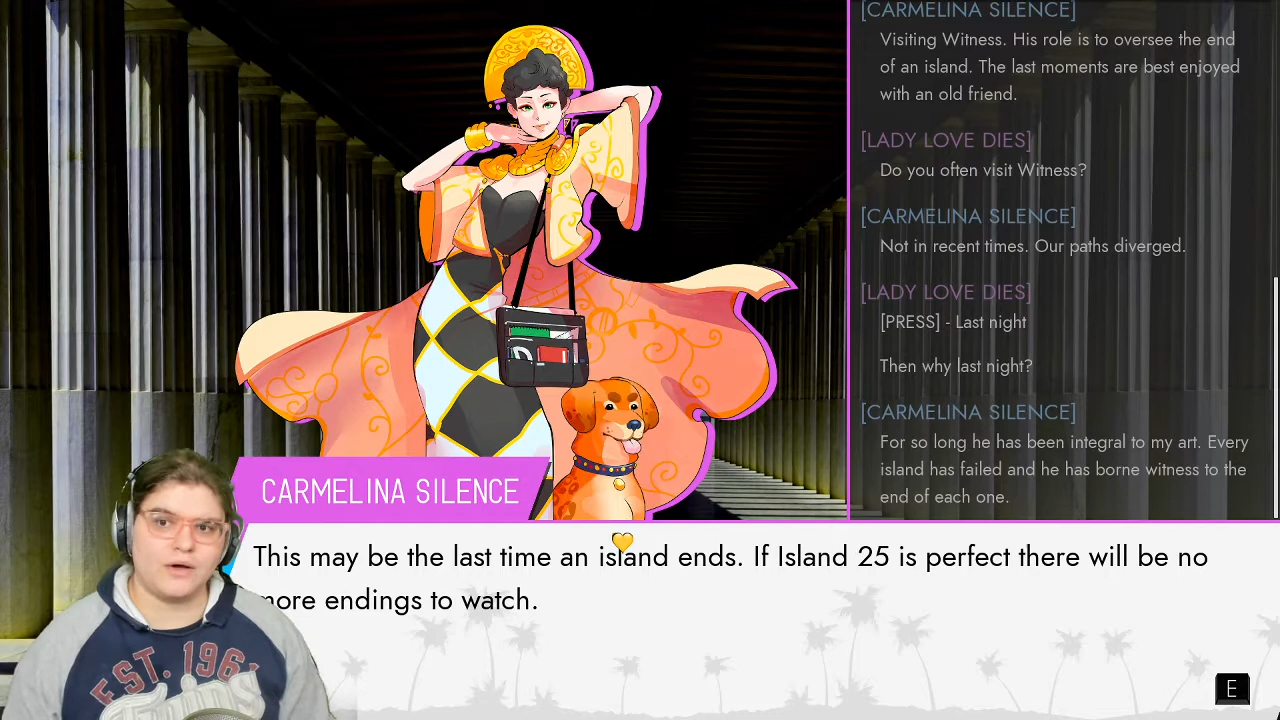 [CARMELINA SILENCE]
Visiting Witness. His role is to oversee the end
of an island. The last moments are best enjoyed
with an old friend.
[LADY LOVE DIES]
Do you often visit Witness?
[CARMELINA SILENCE]
Not in recent times. Our paths diverged.
[LADY LOVE DIES]
[PRESS] - Last night
Then why last night?
[CARMELINA SILENCE]
For so long he has been integral to my art. Every
island has failed and he has borne witness to the
end of each one.
CARMELINA SILENCE
This may be the last time an island ends. If Island 25 is perfect there will be no
more endings to watch.
E
EST. 196